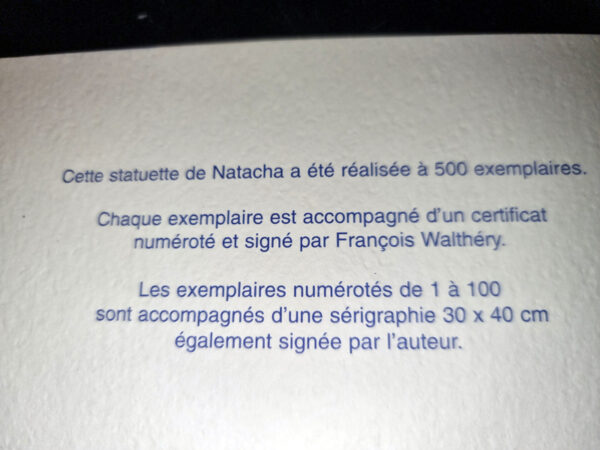 Cette statuette de Natacha a été réalisée à 500 exemplaires.
Chaque exemplaire est accompagné d'un certificat
numéroté et signé par François Walthéry.
Les exemplaires numérotés de 1 à 100
sont accompagnés d'une sérigraphie 30 x 40 cm
également signée par l'auteur.